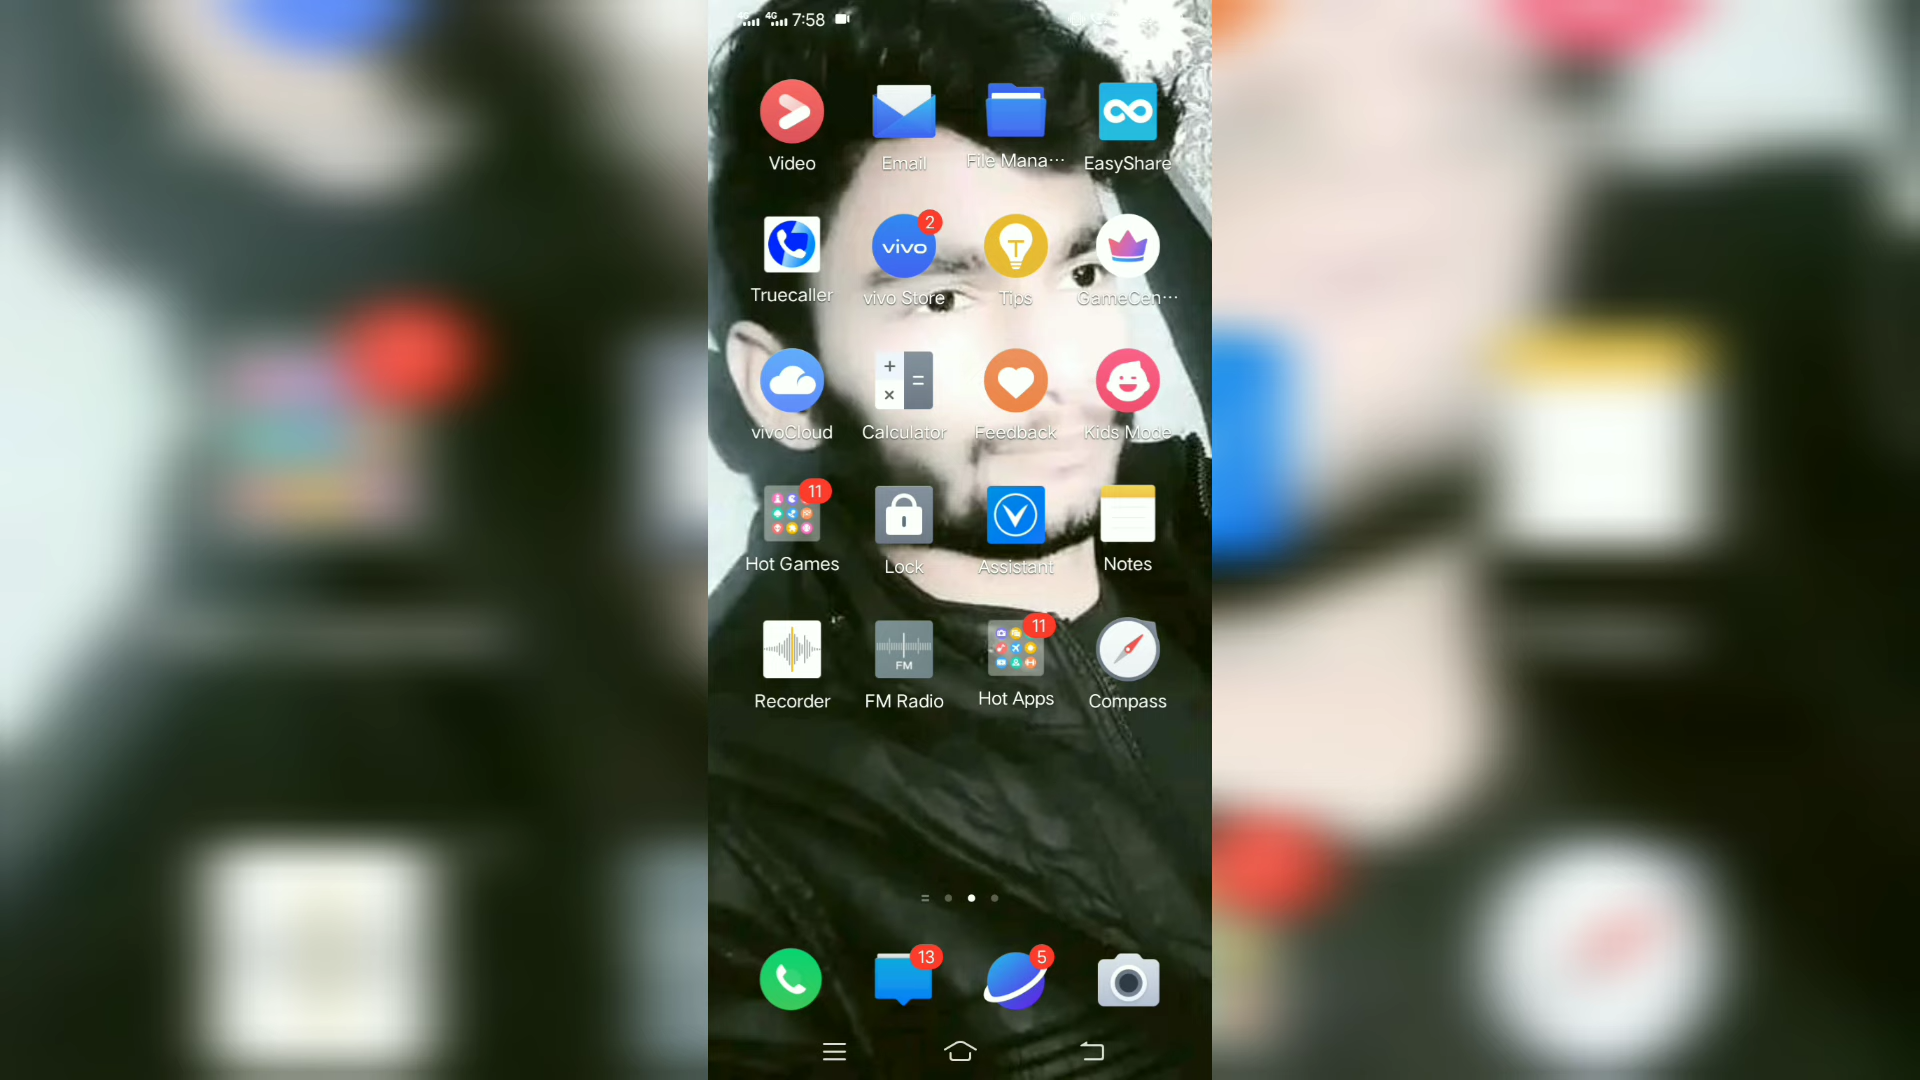 4G 7:58
Video Email File Mana··· EasyShare
2
vivo
T
Truecaller vivo Store Tips GameCen···
+ =
×
vivoCloud Calculator Feedback Kids Mode
11
Hot Games Lock Assistant Notes
11
FM
Recorder FM Radio Hot Apps Compass
13 5